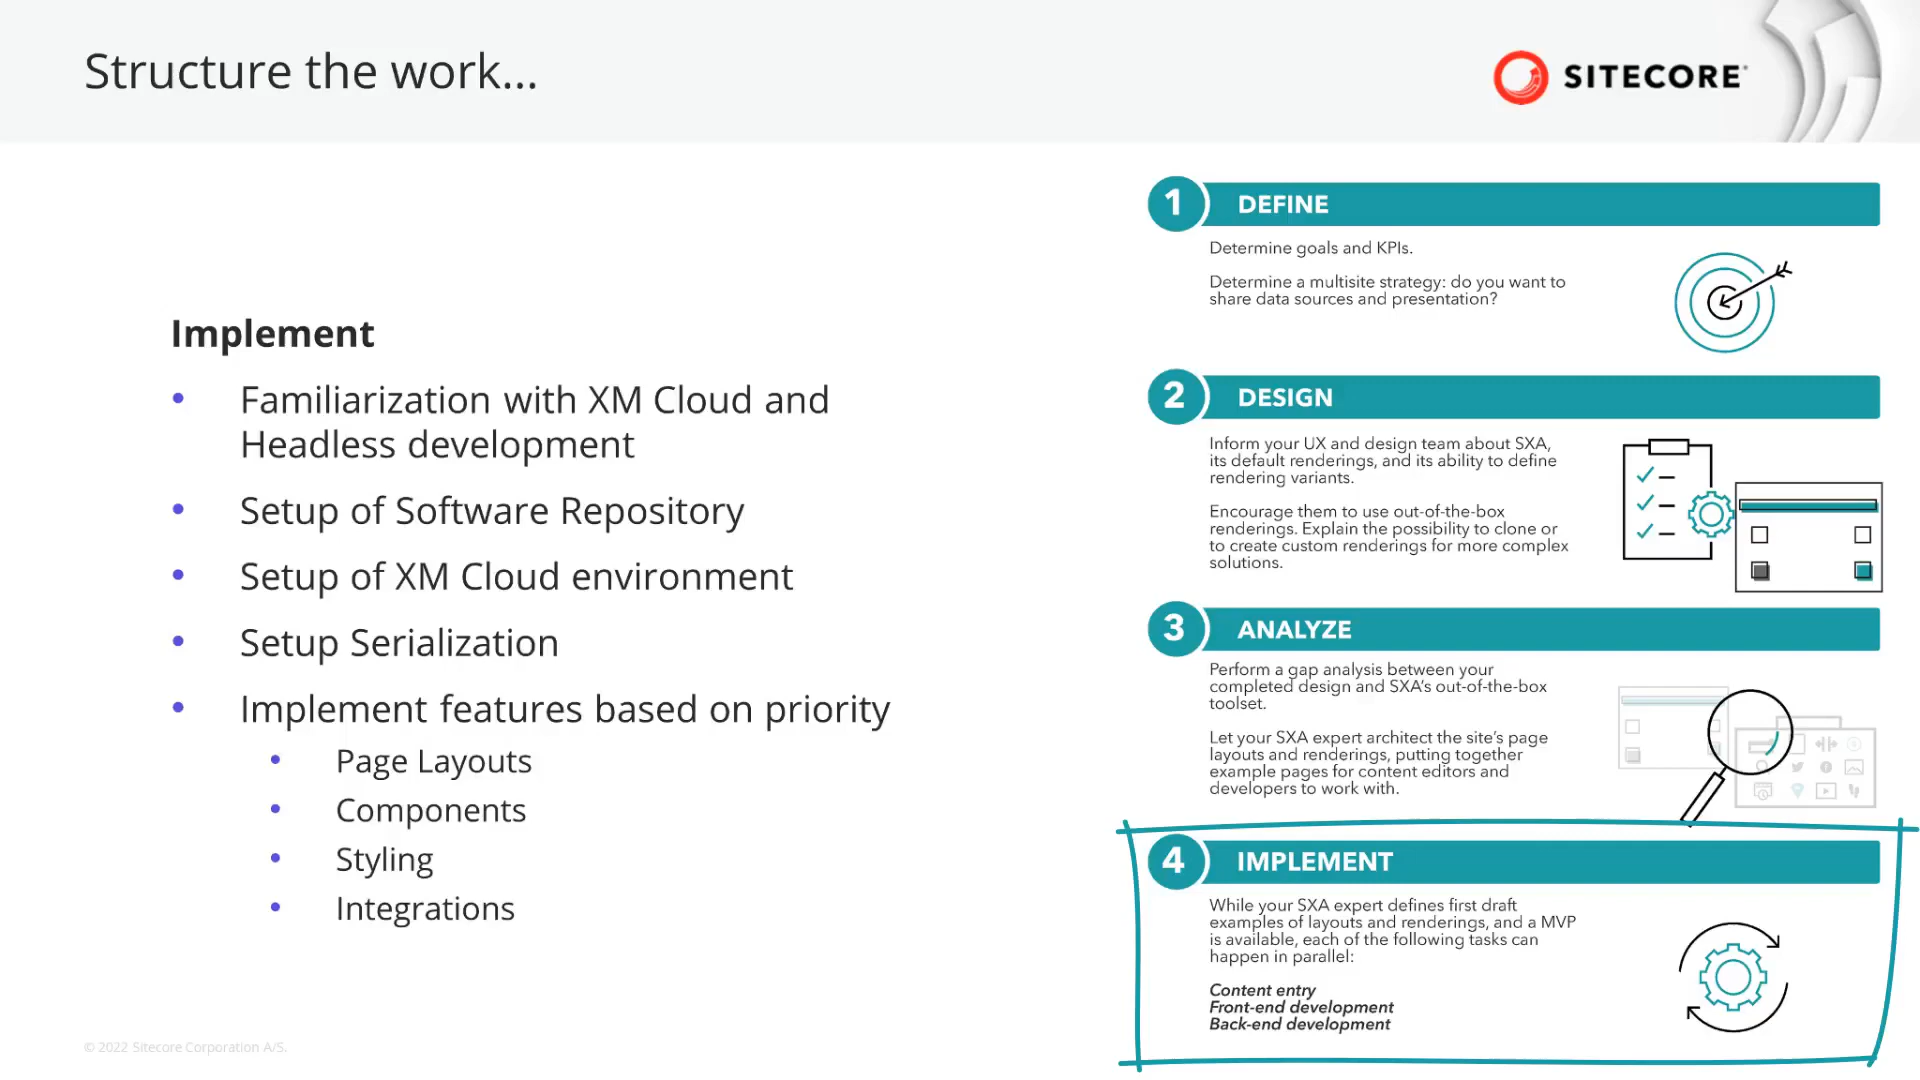 Structure the work...
SITECORE
Implement
• Familiarization with XM Cloud and
Headless development
• Setup of Software Repository
• Setup of XM Cloud environment
• Setup Serialization
• Implement features based on priority
• Page Layouts
• Components
• Styling
• Integrations
1 DEFINE
Determine goals and KPIs.
Determine a multisite strategy: do you want to
share data sources and presentation?
2 DESIGN
Inform your UX and design team about SXA,
its default renderings, and its ability to define
rendering variants.
Encourage them to use out-of-the-box
renderings. Explain the possibility to clone or
to create custom renderings for more complex
solutions.
3 ANALYZE
Perform a gap analysis between your
completed design and SXA's out-of-the-box
toolset.
Let your SXA expert architect the site's page
layouts and renderings, putting together
example pages for content editors and
developers to work with.
4 IMPLEMENT
While your SXA expert defines first draft
examples of layouts and renderings, and a MVP
is available, each of the following tasks can
happen in parallel:
Content entry
Front-end development
Back-end development
© 2022 Sitecore Corporation A/S.